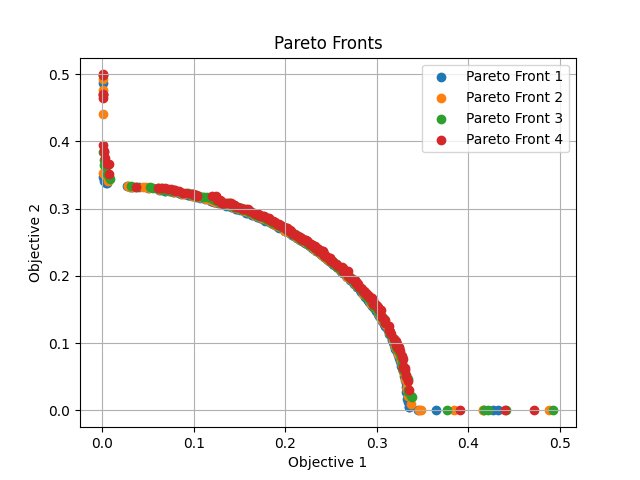 Pareto Fronts
Pareto Front 1
Pareto Front 2
Pareto Front 3
Pareto Front 4
Objective 2
0.5
0.4
0.3
0.2
0.1
0.0
0.0 0.1 0.2 0.3 0.4 0.5
Objective 1